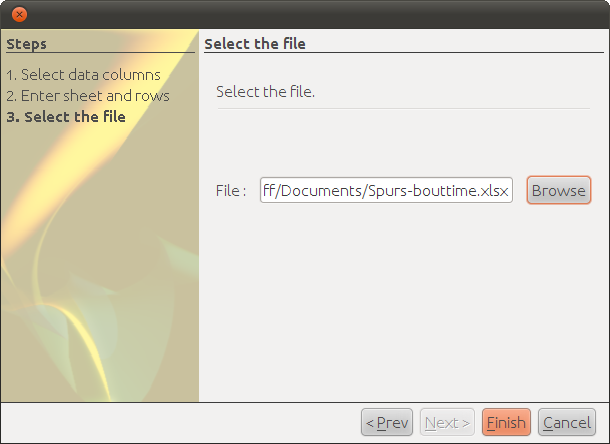 Steps
1. Select data columns
2. Enter sheet and rows
3. Select the file
Select the file
Select the file.
File :
ff/Documents/Spurs-bouttime.xlsx
Browse
< Prev
Next >
Finish
Cancel